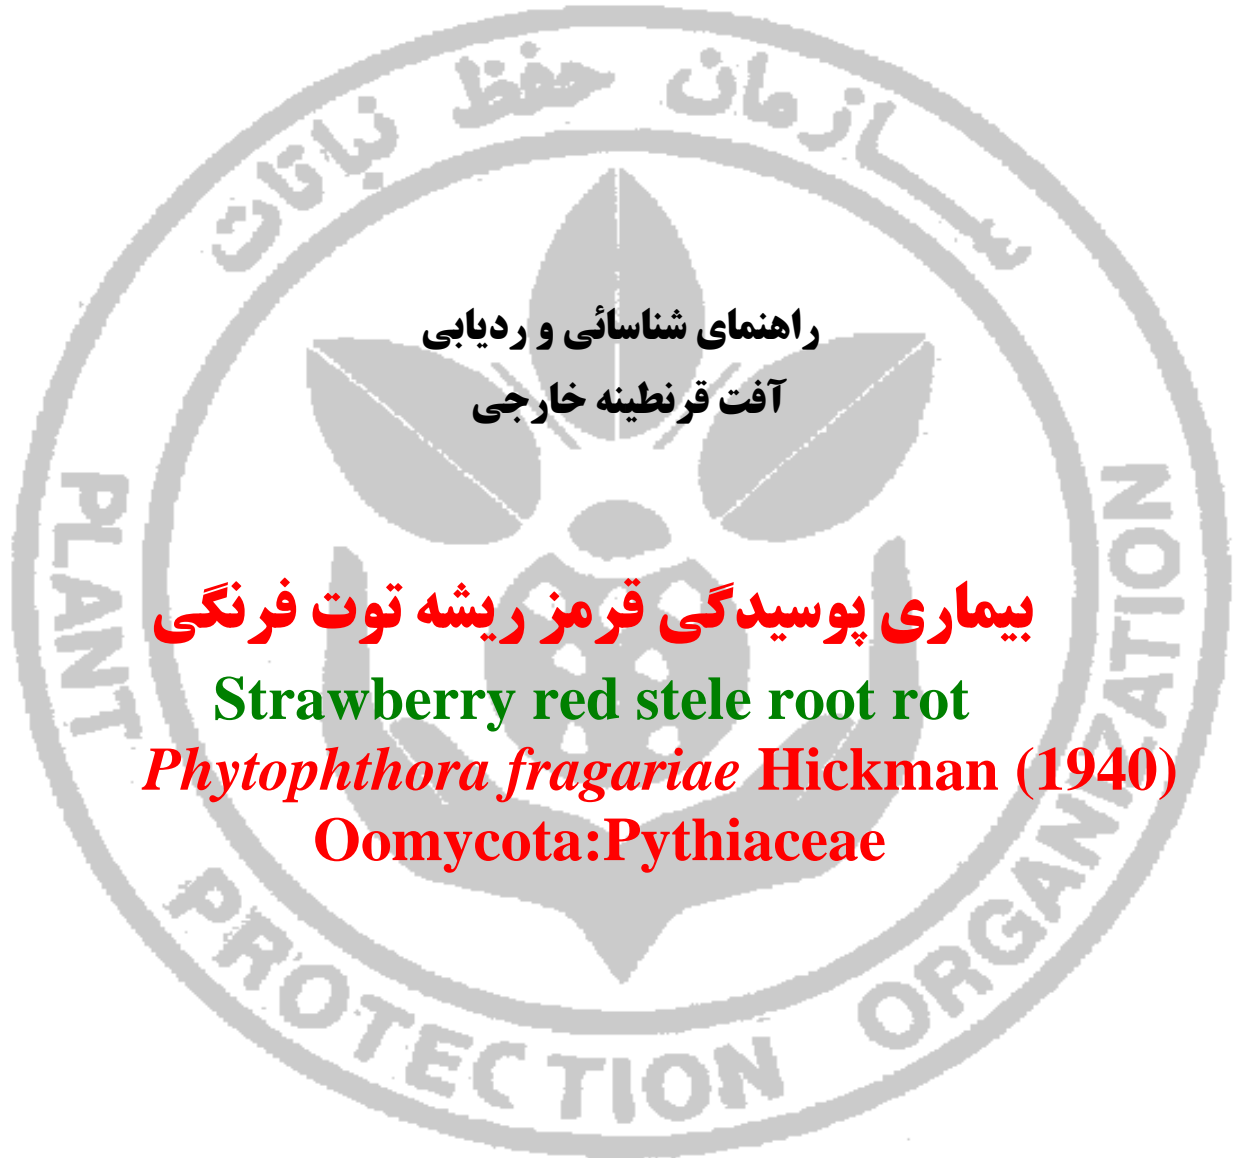 سازمان حفظ نباتات
راهنمای شناسائی و ردیابی
آفت قرنطینه خارجی
بیماری پوسیدگی قرمز ریشه توت فرنگی
Strawberry red stele root rot
Phytophthora fragariae Hickman (1940)
Oomycota:Pythiaceae
PLANT PROTECTION ORGANIZATION